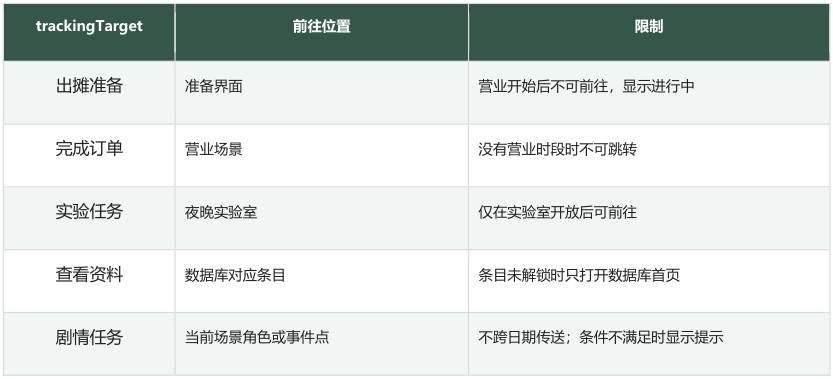 trackingTarget 前往位置 限制
出摊准备 准备界面 营业开始后不可前往，显示进行中
完成订单 营业场景 没有营业时段时不可跳转
实验任务 夜晚实验室 仅在实验室开放后可前往
查看资料 数据库对应条目 条目未解锁时只打开数据库首页
剧情任务 当前场景角色或事件点 不跨日期传送；条件不满足时显示提示